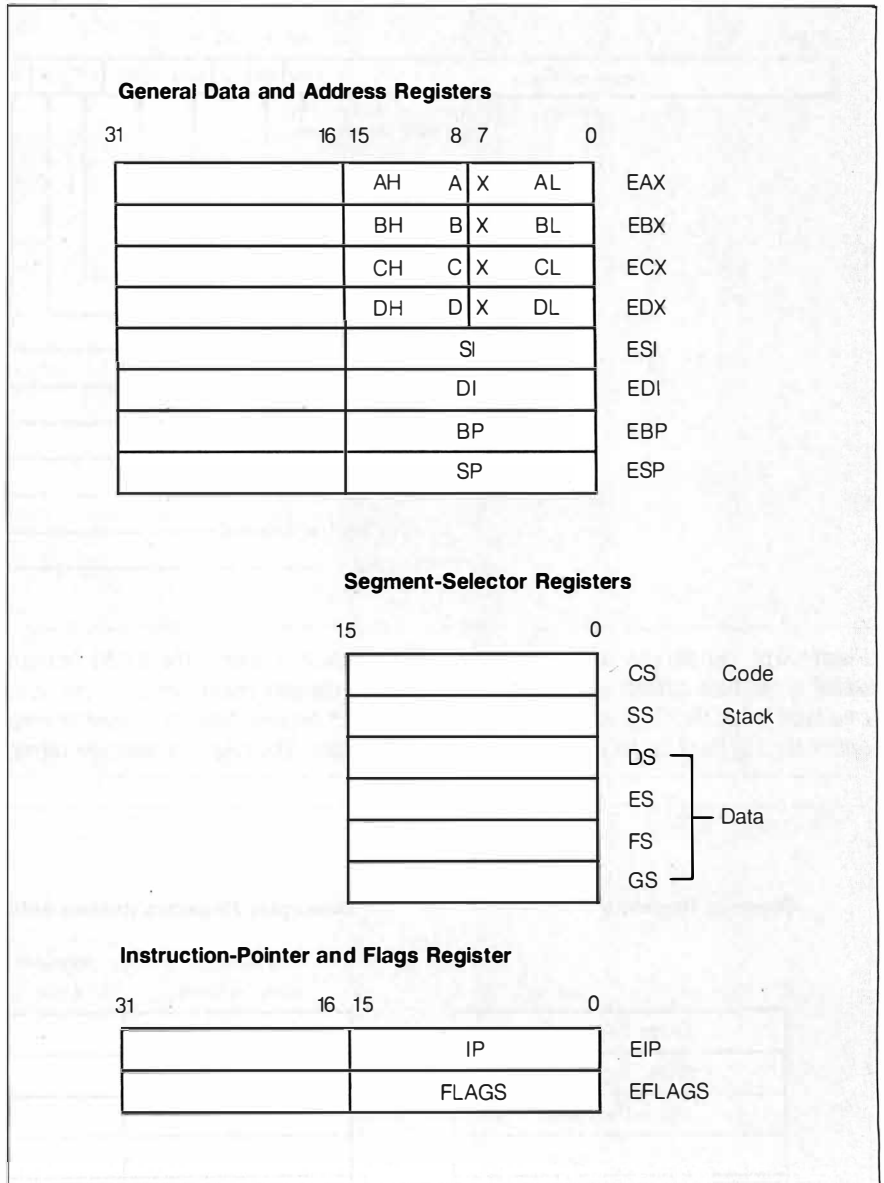 General Data and Address Registers
31 16 15 8 7 0
AH A X AL EAX
BH B X BL EBX
CH C X CL ECX
DH D X DL EDX
SI ESI
DI EDI
BP EBP
SP ESP
Segment-Selector Registers
15 0
CS Code
SS Stack
DS
ES
Data
FS
GS
Instruction-Pointer and Flags Register
31 16 15 0
IP EIP
FLAGS EFLAGS